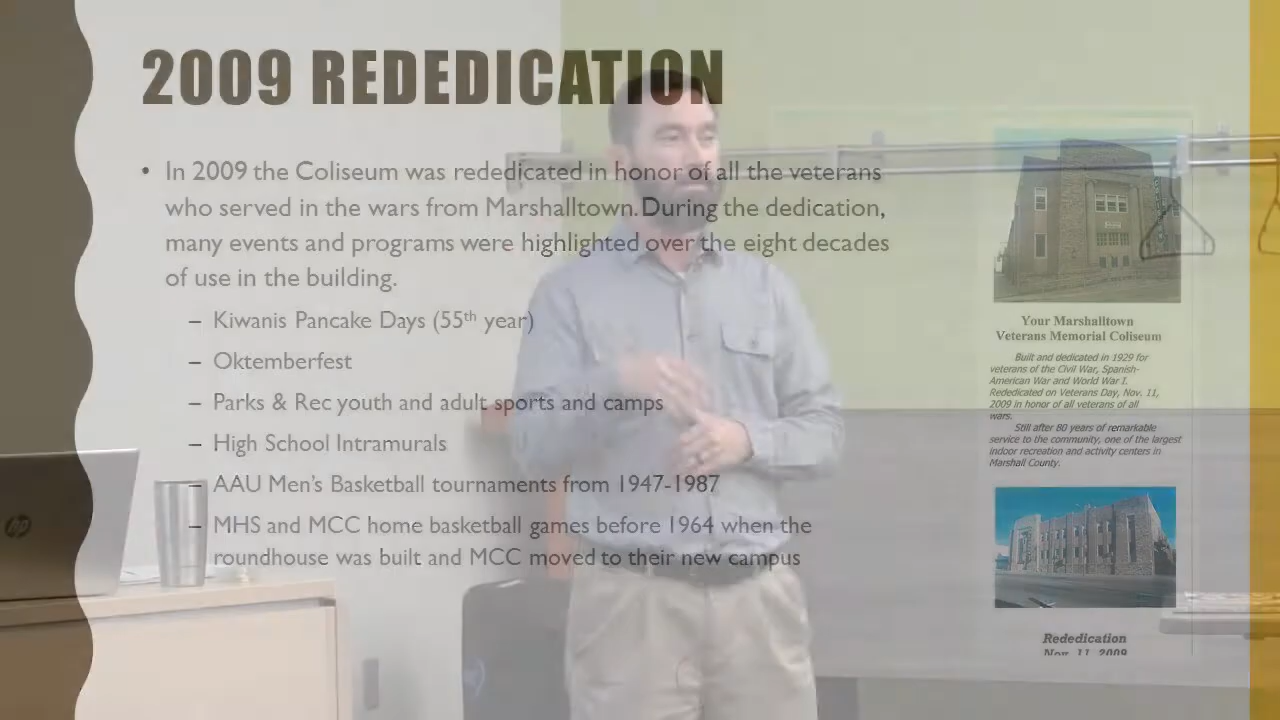 2009 REDEDICATION
• In 2009 the Coliseum was rededicated in honor of all the veterans
who served in the wars from Marshalltown. During the dedication,
many events and programs were highlighted over the eight decades
of use in the building.
– Kiwanis Pancake Days (55th year)
– Oktemberfest
– Parks & Rec youth and adult sports and camps
– High School Intramurals
– AAU Men's Basketball tournaments from 1947-1987
– MHS and MCC home basketball games before 1964 when the
roundhouse was built and MCC moved to their new campus
Your Marshalltown
Veterans Memorial Coliseum
Built and dedicated in 1929 for
veterans of the Civil War, Spanish-
American War and World War I.
Rededicated on Veterans Day, Nov. 11,
2009 in honor of all veterans of all
wars.
Still after 80 years of remarkable
service to the community, one of the largest
indoor recreation and activity centers in
Marshall County.
Rededication
Nov. 11, 2009
hp